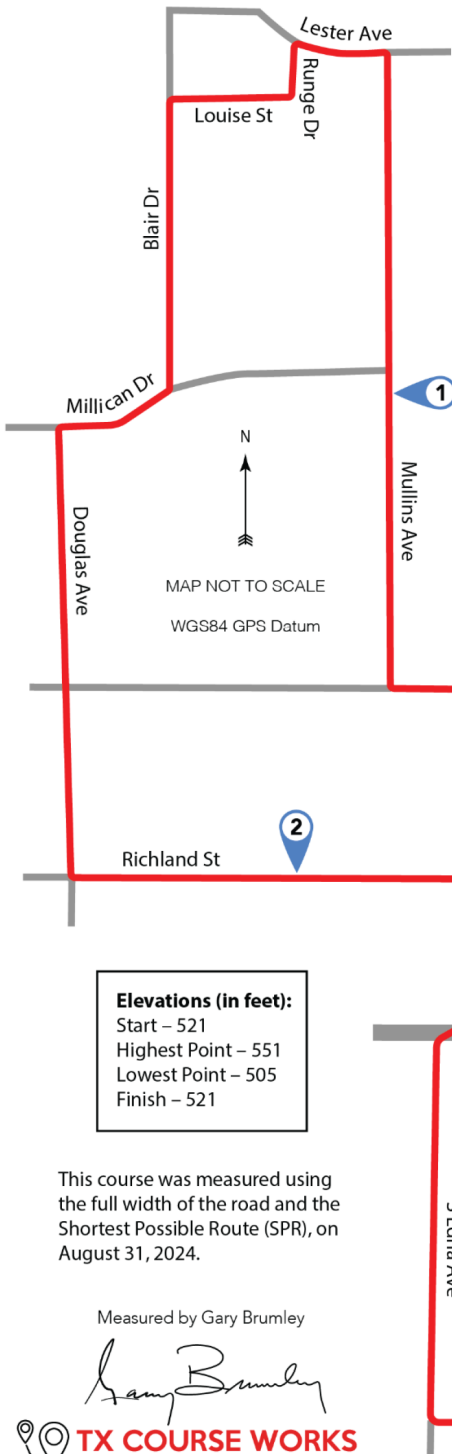 Lester Ave
Runge Dr
Louise St
Blair Dr
Millican Dr
1
N
Mullins Ave
Douglas Ave
MAP NOT TO SCALE
WGS84 GPS Datum
2
Richland St
Elevations (in feet):
Start – 521
Highest Point – 551
Lowest Point – 505
Finish – 521
This course was measured using
the full width of the road and the
Shortest Possible Route (SPR), on
August 31, 2024.
Measured by Gary Brumley
Gary Brumley
TX COURSE WORKS